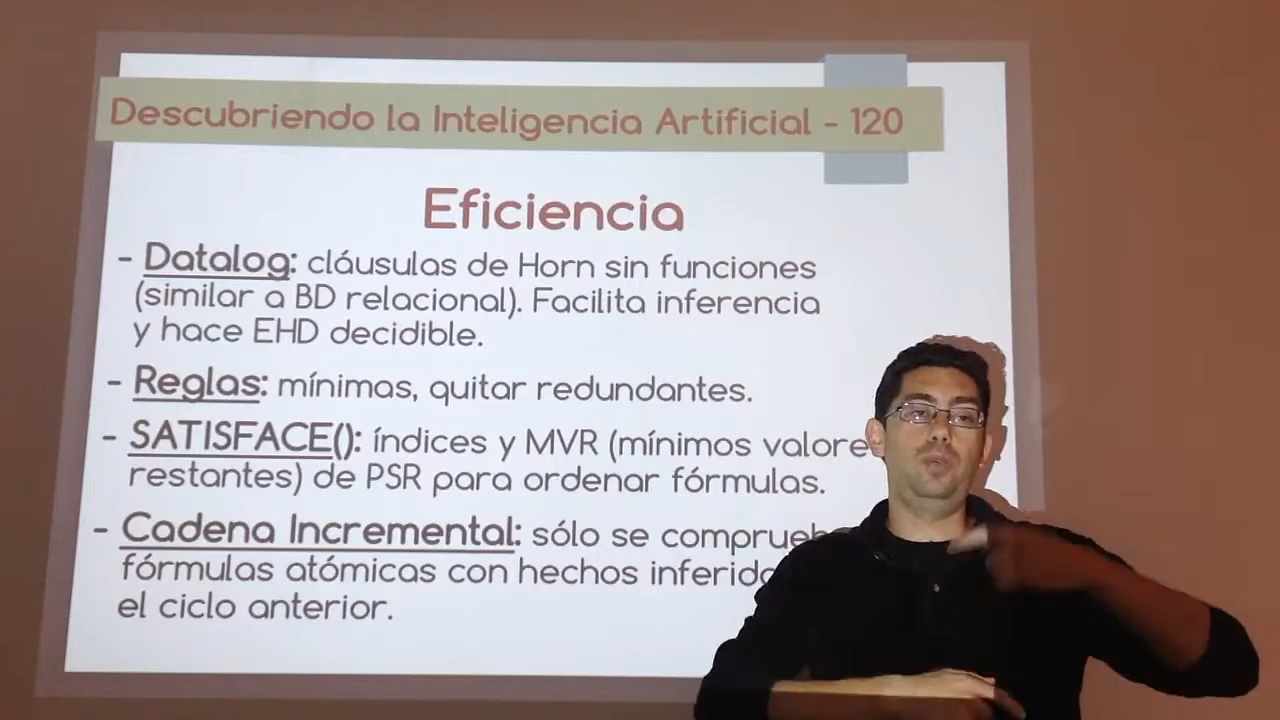 Descubriendo la Inteligencia Artificial - 120
Eficiencia
- Datalog: cláusulas de Horn sin funciones
(similar a BD relacional). Facilita inferencia
y hace EHD decidible.
- Reglas: mínimas, quitar redundantes.
- SATISFACE(): índices y MVR (mínimos valore
restantes) de PSR para ordenar fórmulas.
- Cadena Incremental: sólo se comprueb
fórmulas atómicas con hechos inferido
el ciclo anterior.